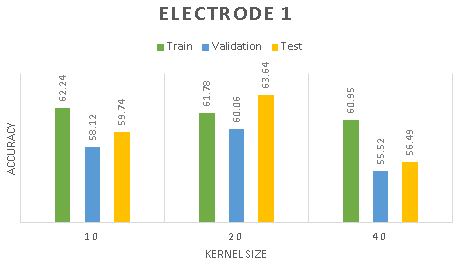 ELECTRODE 1
Train Validation Test
ACCURACY
62.24
58.12
59.74
61.78
60.06
63.64
60.95
55.52
56.49
10 20 40
KERNEL SIZE